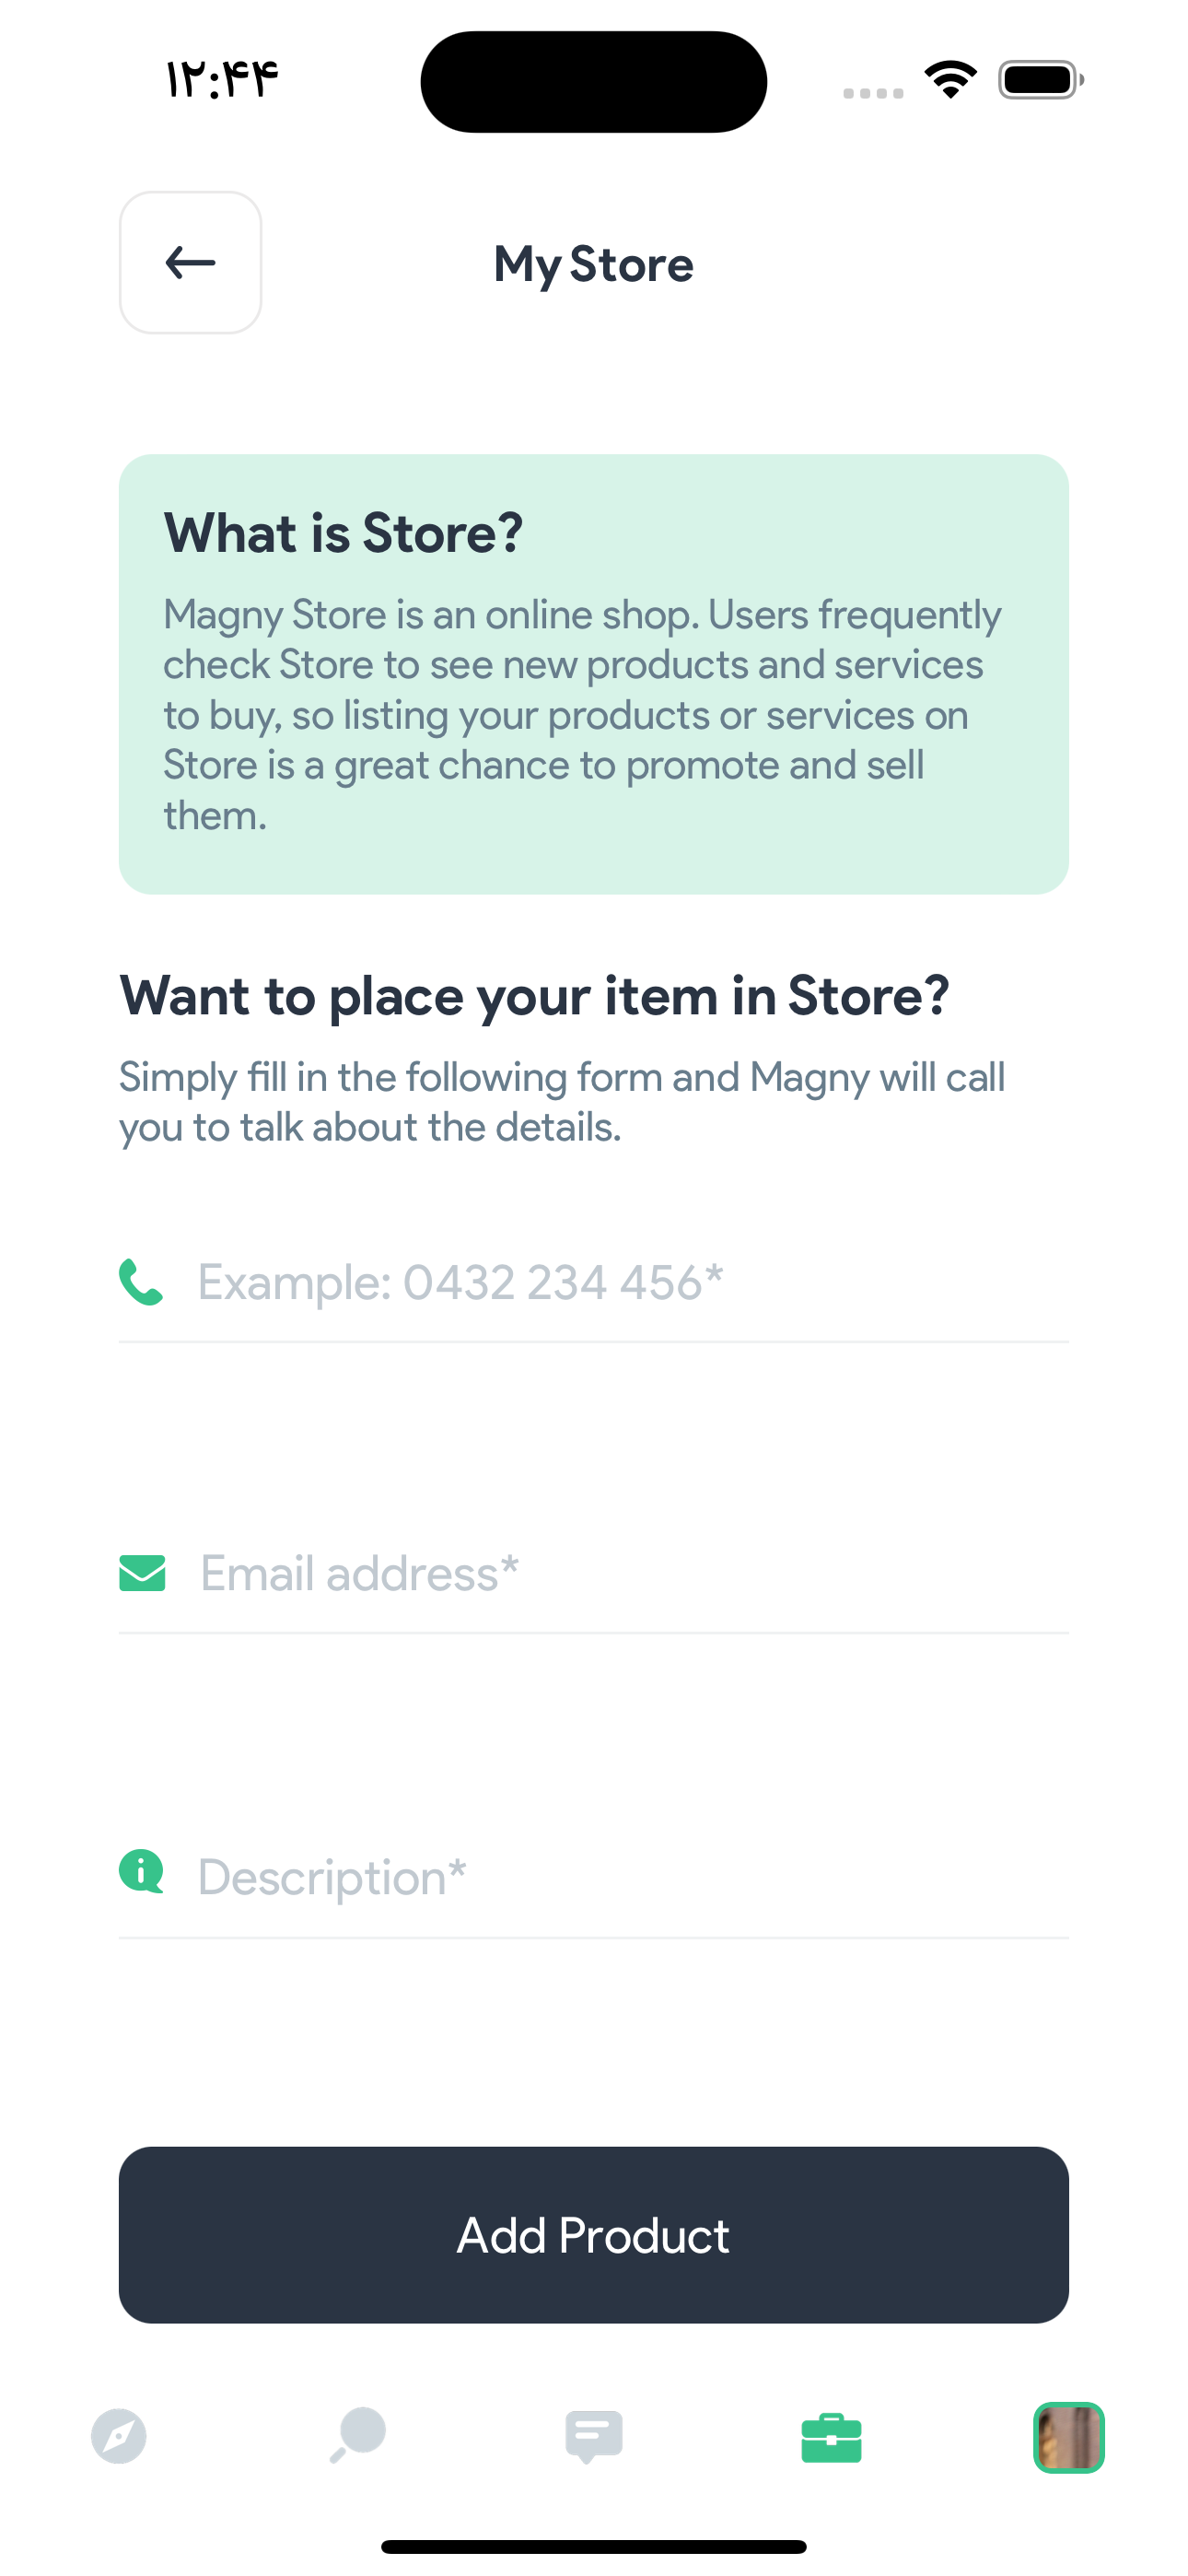 ۱۲:۴۴
My Store
What is Store?
Magny Store is an online shop. Users frequently
check Store to see new products and services
to buy, so listing your products or services on
Store is a great chance to promote and sell
them.
Want to place your item in Store?
Simply fill in the following form and Magny will call
you to talk about the details.
Example: 0432 234 456*
Email address*
Description*
Add Product